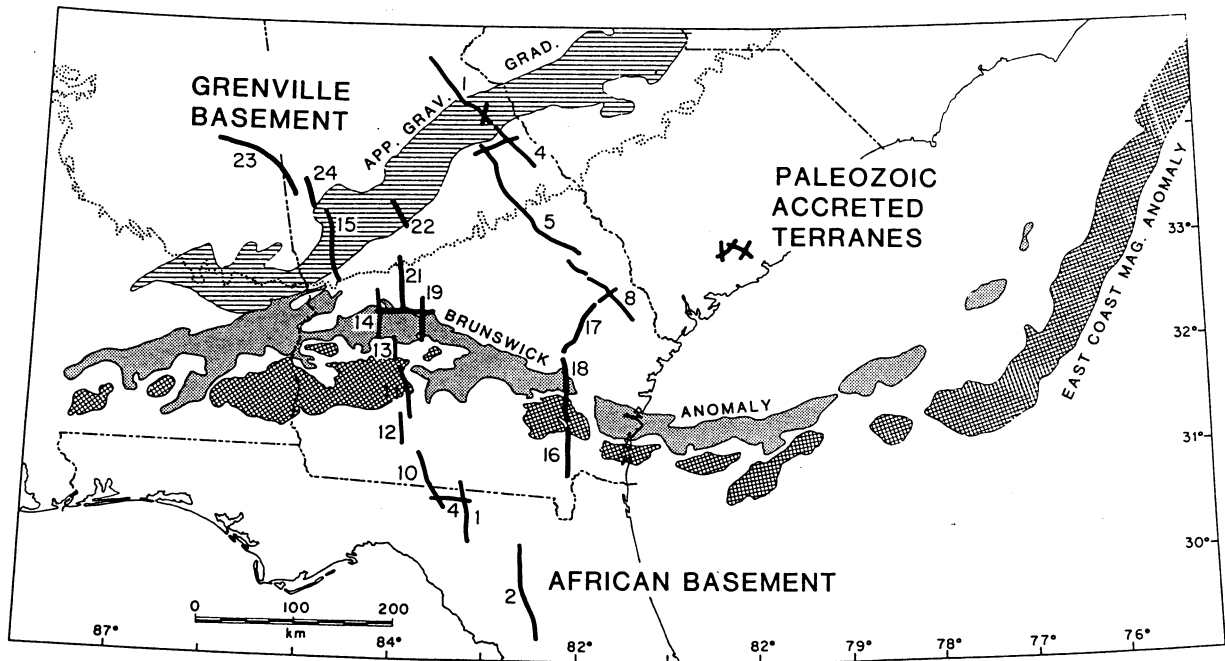 GRENVILLE
BASEMENT
APP. GRAV. GRAD.
1
4
23
24
15
22
5
PALEOZOIC
ACCRETED
TERRANES
EAST COAST MAG. ANOMALY
33°
21
19
14
13
BRUNSWICK
ANOMALY
8
17
18
32°
12
16
31°
10
4
1
30°
2
AFRICAN BASEMENT
0 100 200
km
87° 84° 82° 82° 79° 78° 77° 76°